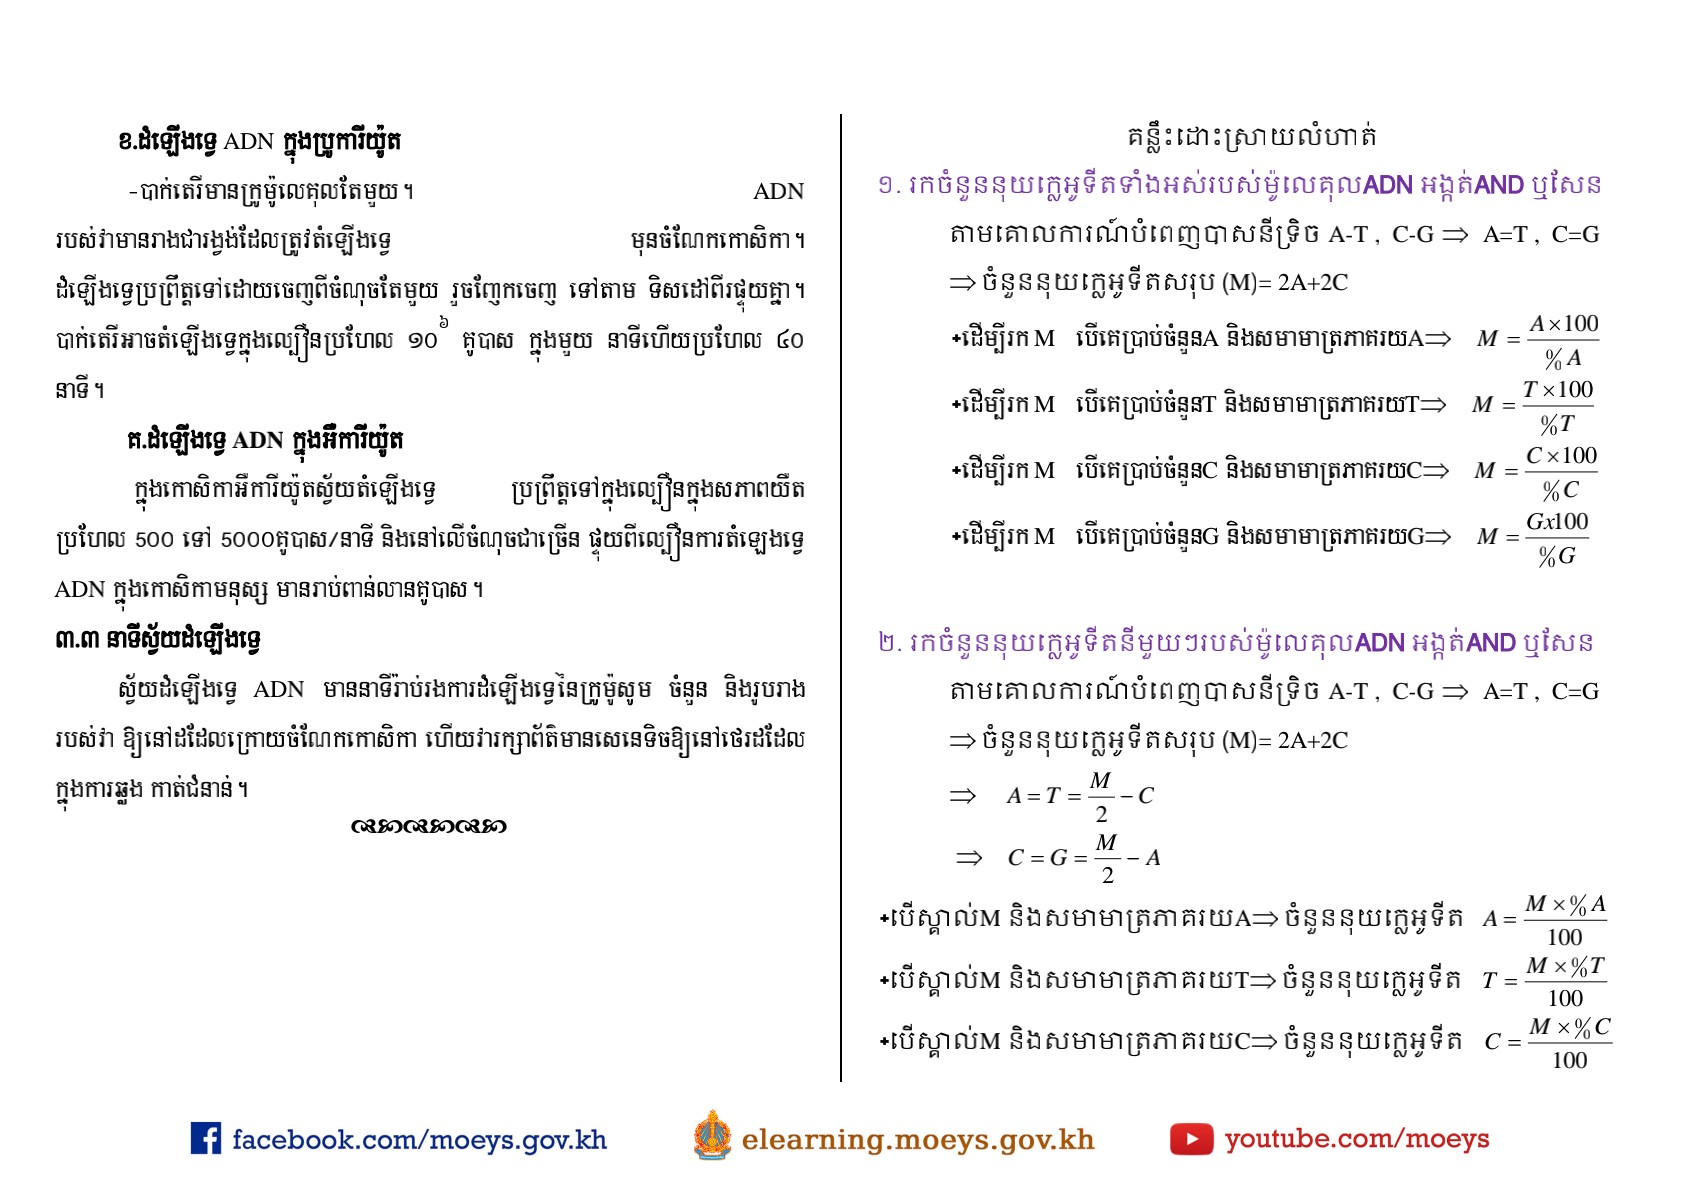 ខ.ដំឡើងទ្វេ ADN ក្នុងប្រូការីយ៉ូត
-បាក់តេរីមានក្រូម៉ូលេគុលតែមួយ។ ADN
របស់វាមានរាងជារង្វង់ដែលត្រូវតំឡើងទ្វេ មុនចំណែកកោសិកា។
ដំឡើងទ្វេប្រព្រឹត្តទៅដោយចេញពីចំណុចតែមួយ រួចញែកចេញ ទៅតាម ទិសដៅពីរផ្ទុយគ្នា។
បាក់តេរីអាចតំឡើងទ្វេក្នុងល្បឿនប្រហែល ១០⁶ គូបាស ក្នុងមួយ នាទីហើយប្រហែល ៤០
នាទី។
គ.ដំឡើងទ្វេ ADN ក្នុងអឺការីយ៉ូត
ក្នុងកោសិកាអឺការីយ៉ូតស្វ័យតំឡើងទ្វេ ប្រព្រឹត្តទៅក្នុងល្បឿនក្នុងសភាពយឺត
ប្រហែល 500 ទៅ 5000គូបាស/នាទី និងនៅលើចំណុចជាច្រើន ផ្ទុយពីល្បឿនការតំឡេងទ្វេ
ADN ក្នុងកោសិកាមនុស្ស មានរាប់ពាន់លានគូបាស។
៣.៣ នាទីស្វ័យដំឡើងទ្វេ
ស្វ័យដំឡើងទ្វេ ADN មាននាទីរ៉ាប់រងការដំឡើងទ្វេនៃក្រូម៉ូសូម ចំនួន និងរូបរាង
របស់វា ឱ្យនៅដដែលក្រោយចំណែកកោសិកា ហើយវារក្សាព័ត៌មានសេនេទិចឱ្យនៅថេរដដែល
ក្នុងការឆ្លង កាត់ជំនាន់។
គន្លឹះដោះស្រាយលំហាត់
១. រកចំនួននុយក្លេអូទីតទាំងអស់របស់ម៉ូលេគុលADN អង្កត់AND ឬសែន
តាមគោលការណ៍បំពេញបាសនីទ្រិច A-T , C-G ⇒ A=T , C=G
⇒ ចំនួននុយក្លេអូទីតសរុប (M)= 2A+2C
+ដើម្បីរក M បើគេប្រាប់ចំនួនA និងសមាមាត្រភាគរយA⇒ M = A×100 / %A
+ដើម្បីរក M បើគេប្រាប់ចំនួនT និងសមាមាត្រភាគរយT⇒ M = T×100 / %T
+ដើម្បីរក M បើគេប្រាប់ចំនួនC និងសមាមាត្រភាគរយC⇒ M = C×100 / %C
+ដើម្បីរក M បើគេប្រាប់ចំនួនG និងសមាមាត្រភាគរយG⇒ M = Gx100 / %G
២. រកចំនួននុយក្លេអូទីតនីមួយៗរបស់ម៉ូលេគុលADN អង្កត់AND ឬសែន
តាមគោលការណ៍បំពេញបាសនីទ្រិច A-T , C-G ⇒ A=T , C=G
⇒ ចំនួននុយក្លេអូទីតសរុប (M)= 2A+2C
⇒ A = T = M/2 − C
⇒ C = G = M/2 − A
+បើស្គាល់M និងសមាមាត្រភាគរយA⇒ ចំនួននុយក្លេអូទីត A = M×%A / 100
+បើស្គាល់M និងសមាមាត្រភាគរយT⇒ ចំនួននុយក្លេអូទីត T = M×%T / 100
+បើស្គាល់M និងសមាមាត្រភាគរយC⇒ ចំនួននុយក្លេអូទីត C = M×%C / 100
facebook.com/moeys.gov.kh elearning.moeys.gov.kh youtube.com/moeys